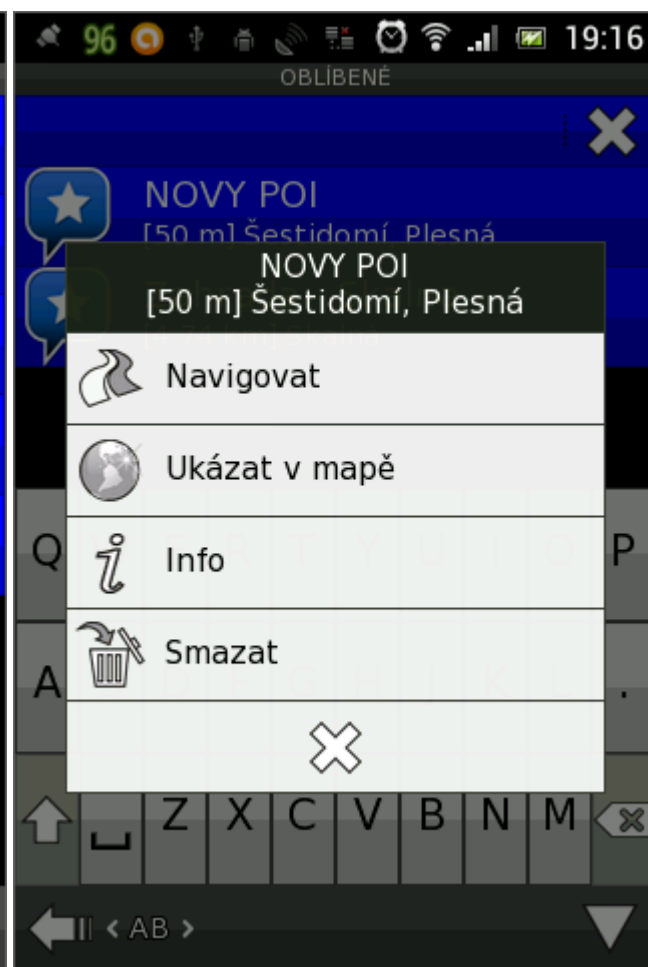 96 19:16
OBLÍBENÉ
NOVY POI
[50 m] Šestidomí, Plesná
NOVY POI
[50 m] Šestidomí, Plesná
Navigovat
Ukázat v mapě
Info
Smazat
Q R T Y U I O P
A G H J K L .
Z X C V B N M
< AB >